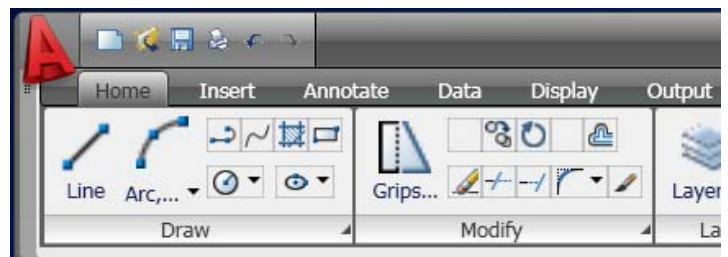 Home Insert Annotate Data Display Output
Line Arc,... Grips... Layer
Draw Modify La